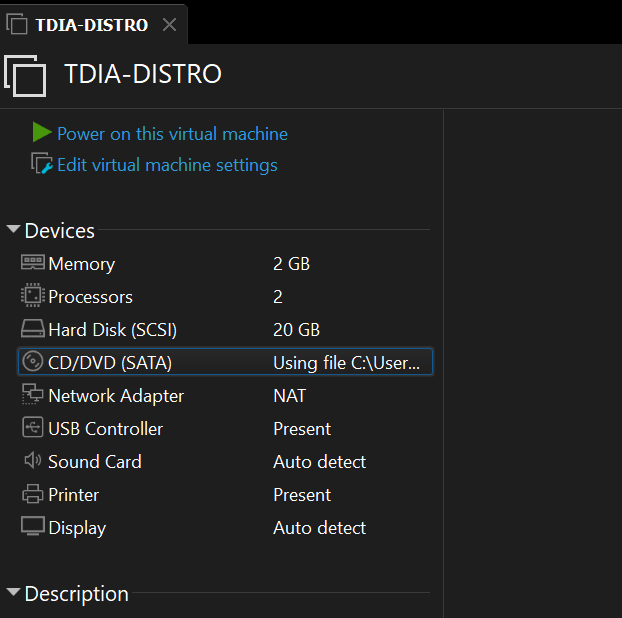 TDIA-DISTRO
TDIA-DISTRO
Power on this virtual machine
Edit virtual machine settings
Devices
Memory 2 GB
Processors 2
Hard Disk (SCSI) 20 GB
CD/DVD (SATA) Using file C:\User...
Network Adapter NAT
USB Controller Present
Sound Card Auto detect
Printer Present
Display Auto detect
Description